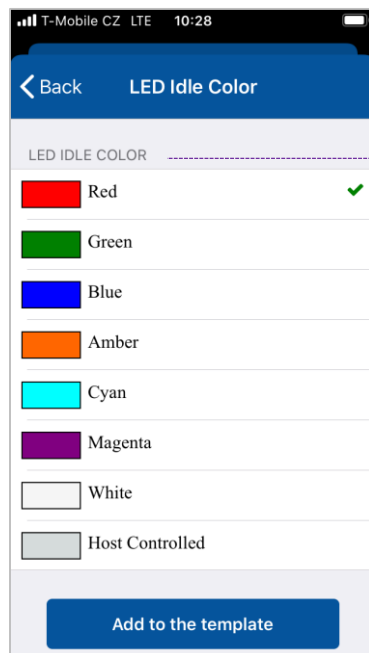 T-Mobile CZ LTE 10:28
Back LED Idle Color
LED IDLE COLOR
Red
Green
Blue
Amber
Cyan
Magenta
White
Host Controlled
Add to the template